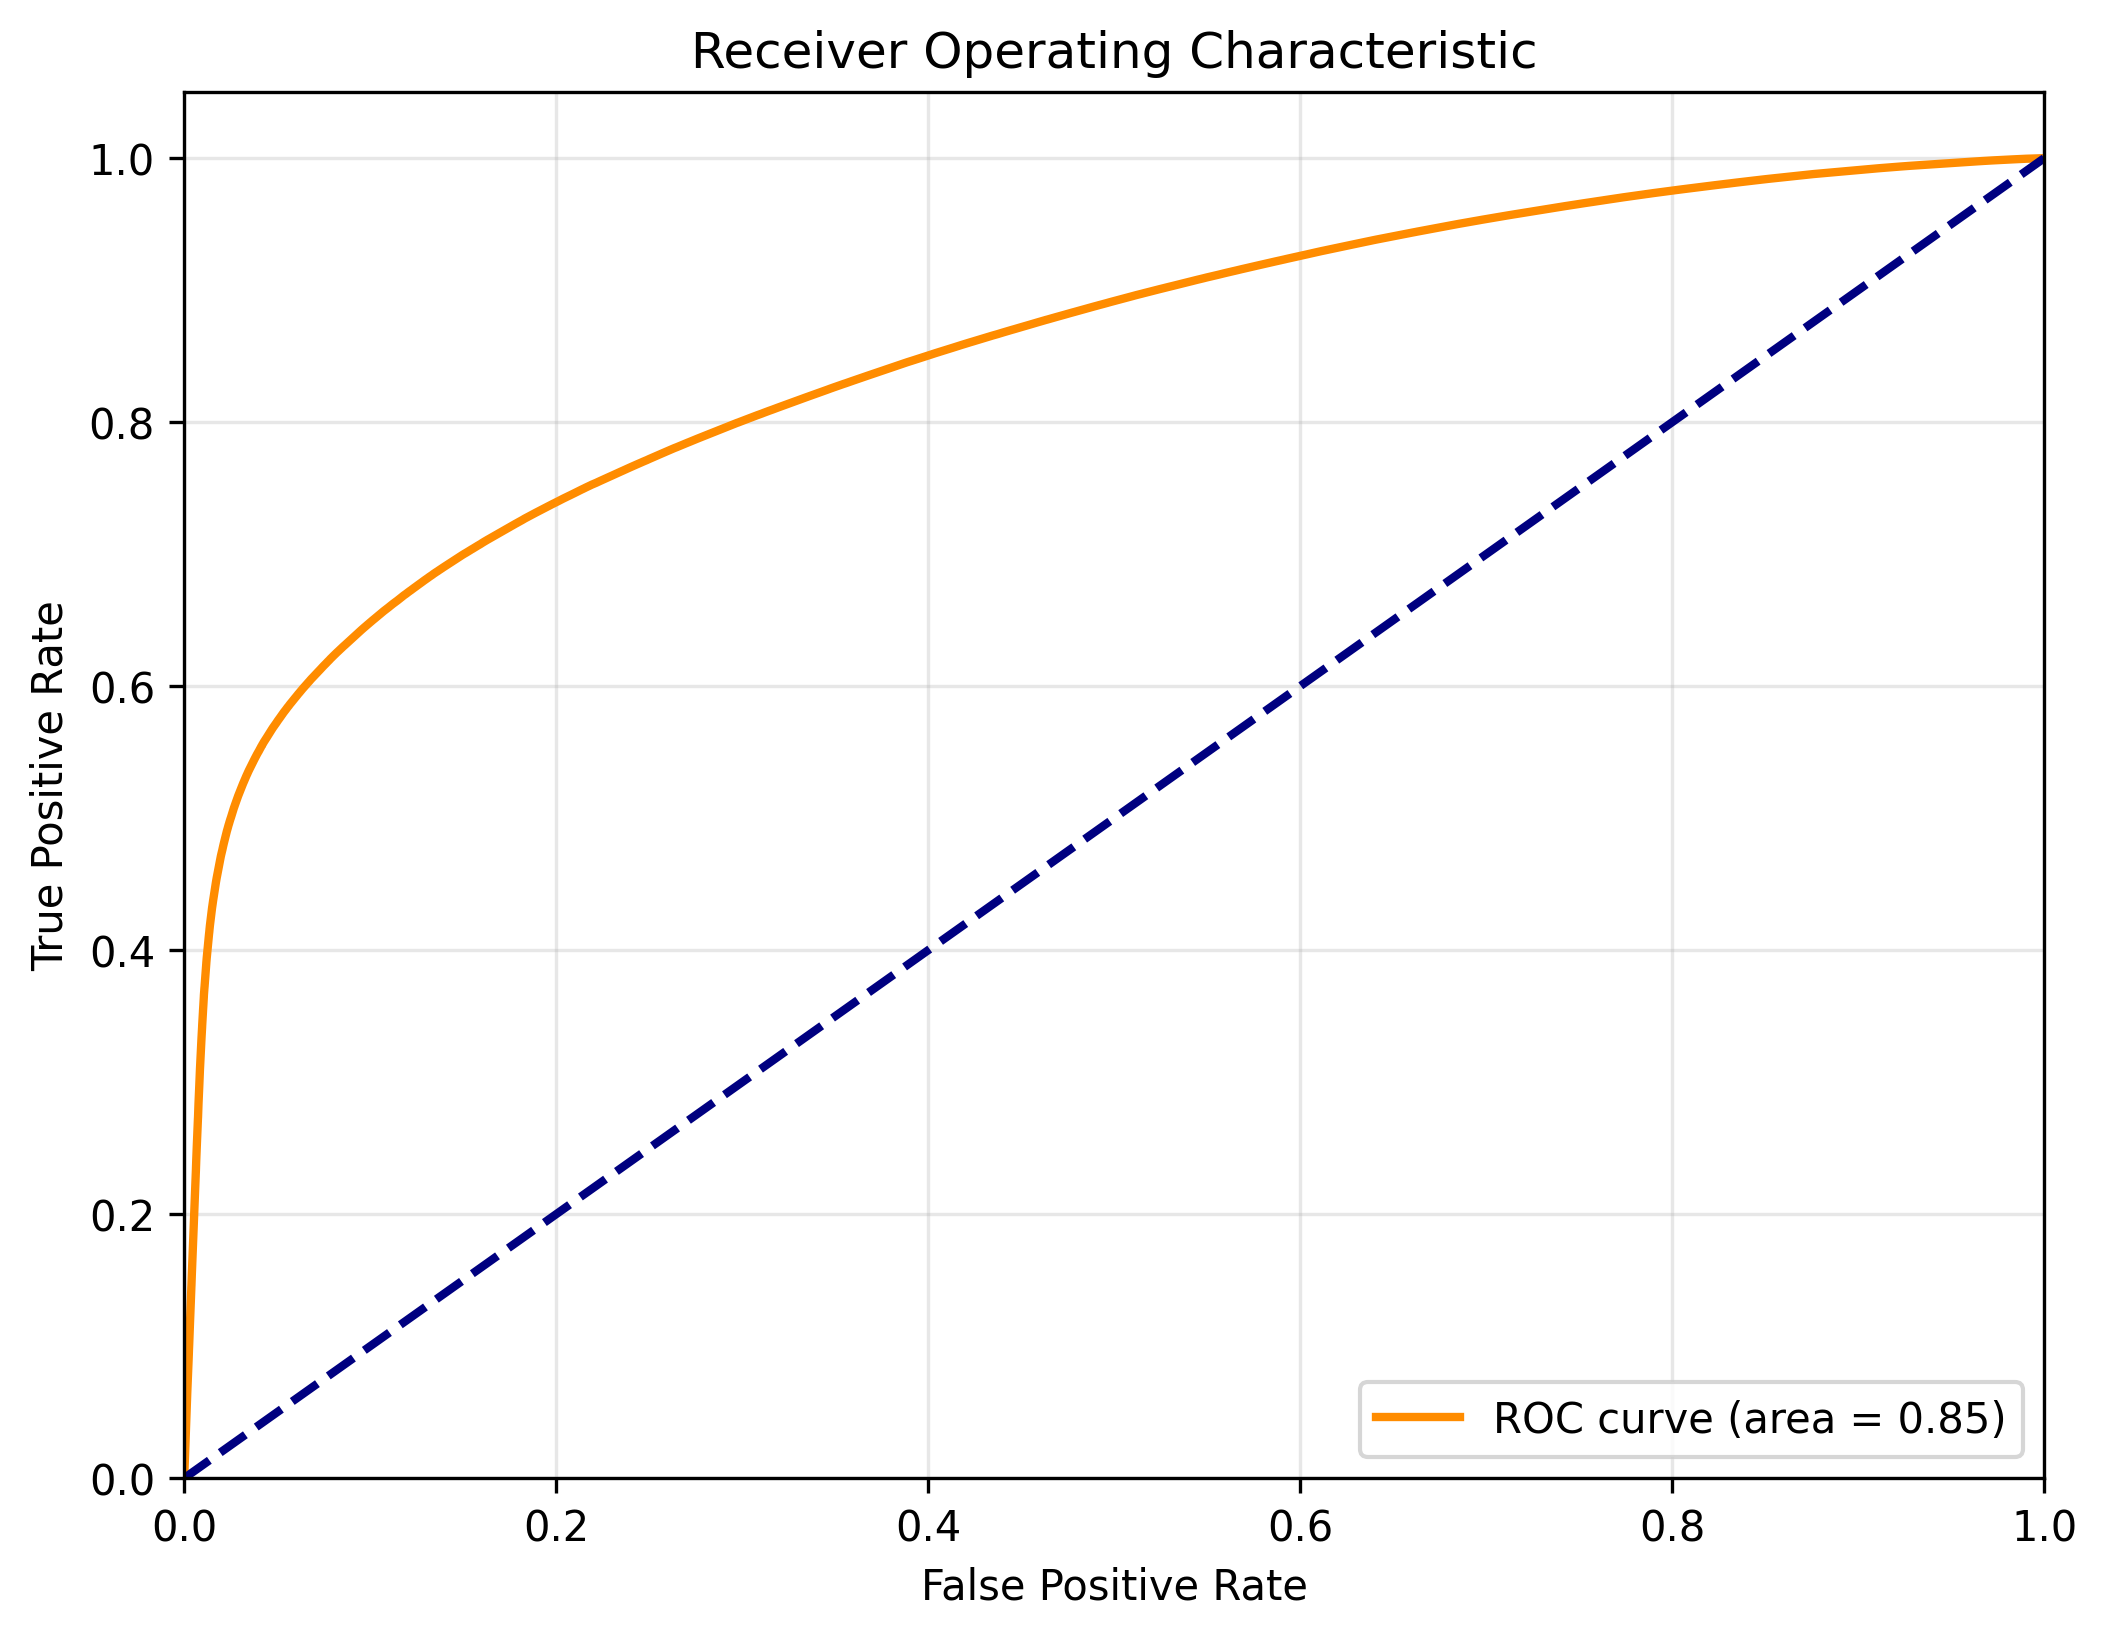 Receiver Operating Characteristic
1.0
0.8
0.6
0.4
0.2
0.0
True Positive Rate
ROC curve (area = 0.85)
0.0 0.2 0.4 0.6 0.8 1.0
False Positive Rate